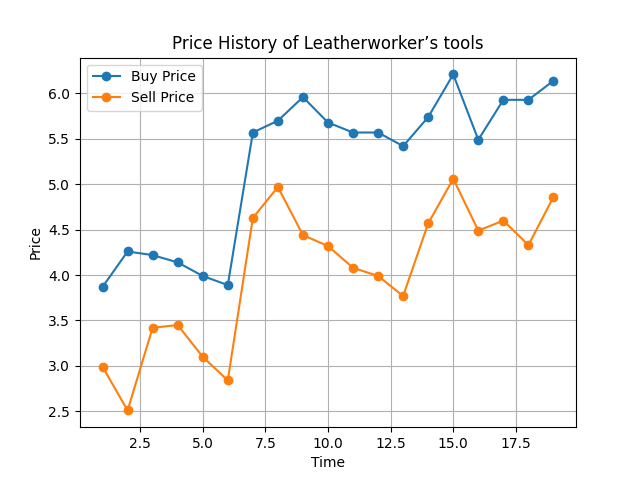 Price History of Leatherworker’s tools
Buy Price
Sell Price
6.0
5.5
5.0
4.5
4.0
3.5
3.0
2.5
Price
2.5 5.0 7.5 10.0 12.5 15.0 17.5
Time